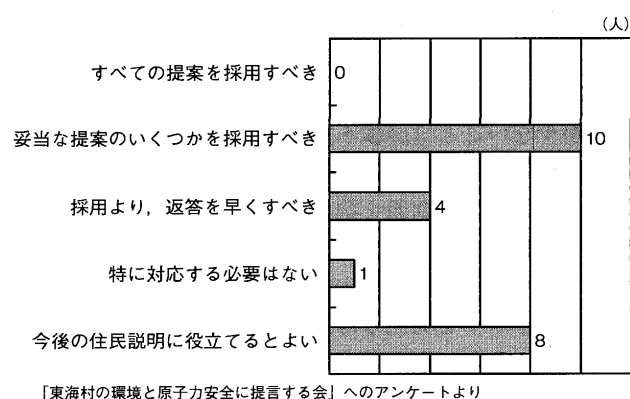 (人)
すべての提案を採用すべき 0
妥当な提案のいくつかを採用すべき 10
採用より，返答を早くすべき 4
特に対応する必要はない 1
今後の住民説明に役立てるとよい 8
「東海村の環境と原子力安全に提言する会」へのアンケートより